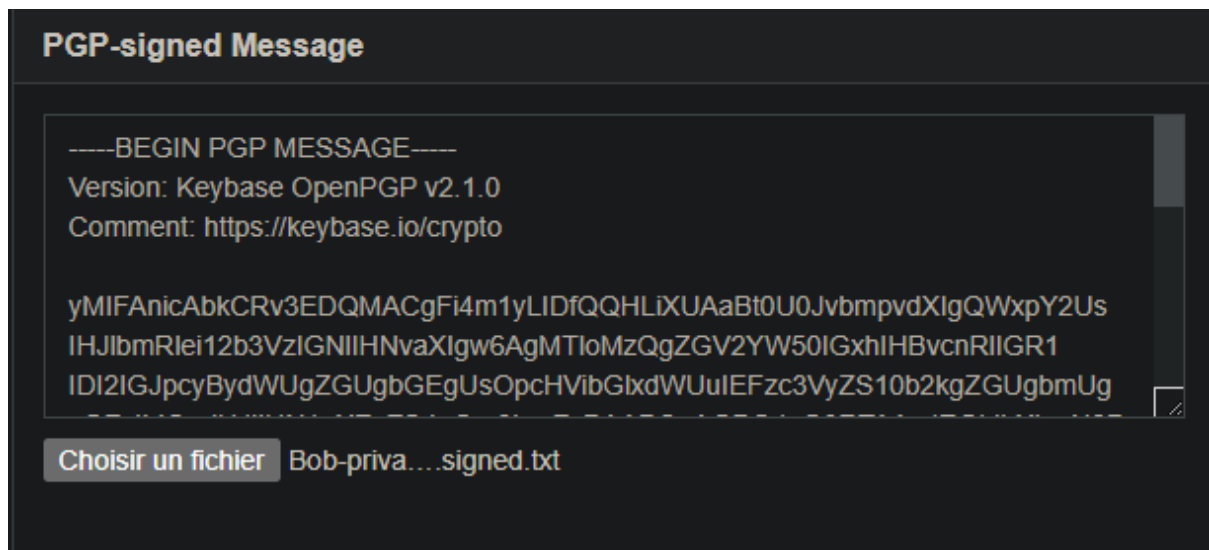 PGP-signed Message
-----BEGIN PGP MESSAGE-----
Version: Keybase OpenPGP v2.1.0
Comment: https://keybase.io/crypto
yMIFAnicAbkCRv3EDQMACgFi4m1yLIDfQQHLiXUAaBt0U0JvbmpvdXIgQWxpY2Us
IHJlbmRlei12b3VzIGNlIHNvaXIgw6AgMTloMzQgZGV2YW50IGxhIHBvcnRlIGR1
IDI2IGJpcyBydWUgZGUgbGEgUsOpcHVibGlxdWUuIEFzc3VyZS10b2kgZGUgbmUg
Choisir un fichier Bob-priva....signed.txt